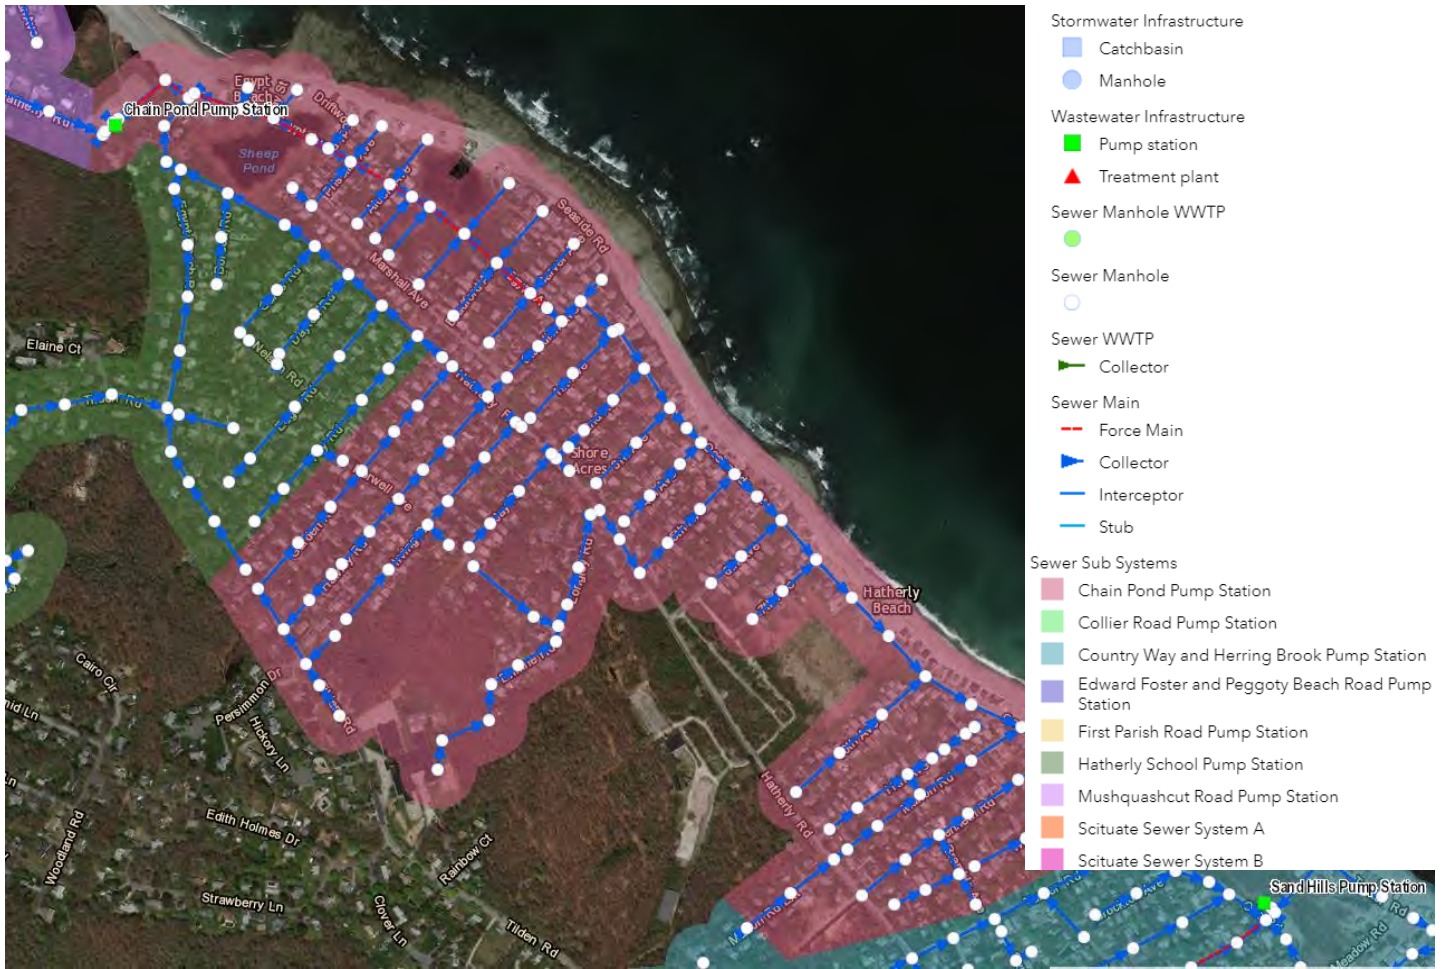 Stormwater Infrastructure
Catchbasin
Manhole
Wastewater Infrastructure
Pump station
Treatment plant
Sewer Manhole WWTP
Sewer Manhole
Sewer WWTP
Collector
Sewer Main
Force Main
Collector
Interceptor
Stub
Sewer Sub Systems
Chain Pond Pump Station
Collier Road Pump Station
Country Way and Herring Brook Pump Station
Edward Foster and Peggoty Beach Road Pump
Station
First Parish Road Pump Station
Hatherly School Pump Station
Mushquashcut Road Pump Station
Scituate Sewer System A
Scituate Sewer System B
Egypt
Beach
Chain Pond Pump Station
Sheep
Pond
Seaside Rd
Marshall Ave
Elaine Ct
Shore
Acres
Hatherly
Beach
Cairo Cir
Persimmon Dr
Hickory Ln
Hatherly Rd
Woodland Rd
Edith Holmes Dr
Rainbow Ct
Strawberry Ln
Clover Ln
Tilden Rd
Sand Hills Pump Station
Meadow Rd